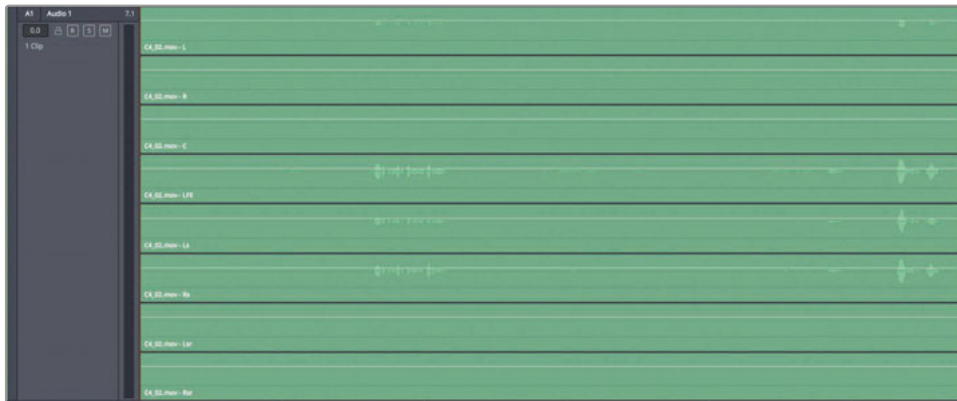 A1 Audio 1 7.1
0.0 R S M
1 Clip
C4_02.mov - L
C4_02.mov - R
C4_02.mov - C
C4_02.mov - LFE
C4_02.mov - Ls
C4_02.mov - Rs
C4_02.mov - Lsr
C4_02.mov - Rsr